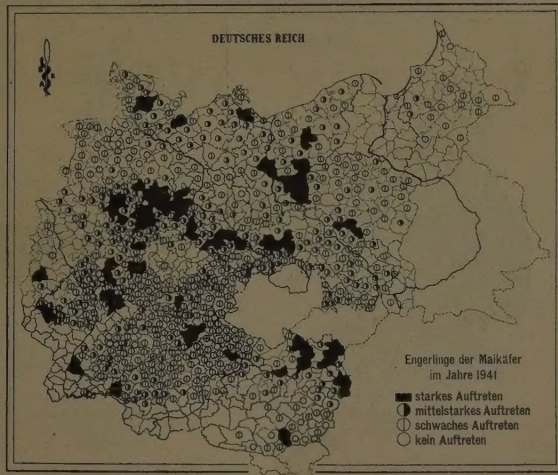 DEUTSCHES REICH
Engerlinge der Maikäfer
im Jahre 1941
starkes Auftreten
mittelstarkes Auftreten
schwaches Auftreten
kein Auftreten